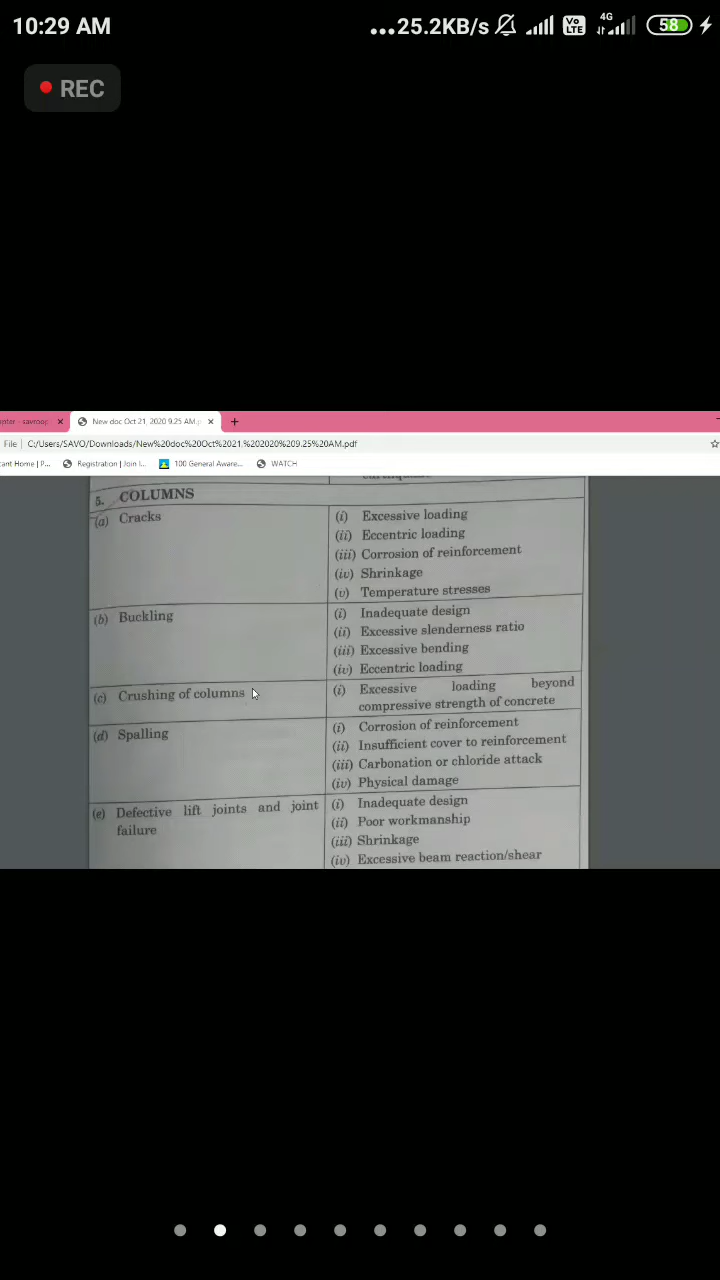 10:29 AM
...25.2KB/s Vo LTE 4G 58
REC
New doc Oct 21, 2020 9.25 AM.p
File C:/Users/SAVO/Downloads/New%20doc%20Oct%2021,%202020%209.25%20AM.pdf
Registration | Join I... 100 General Aware... WATCH
5. COLUMNS
(a) Cracks
(i) Excessive loading
(ii) Eccentric loading
(iii) Corrosion of reinforcement
(iv) Shrinkage
(v) Temperature stresses
(b) Buckling
(i) Inadequate design
(ii) Excessive slenderness ratio
(iii) Excessive bending
(iv) Eccentric loading
(c) Crushing of columns
(i) Excessive loading beyond
compressive strength of concrete
(d) Spalling
(i) Corrosion of reinforcement
(ii) Insufficient cover to reinforcement
(iii) Carbonation or chloride attack
(iv) Physical damage
(e) Defective lift joints and joint
failure
(i) Inadequate design
(ii) Poor workmanship
(iii) Shrinkage
(iv) Excessive beam reaction/shear